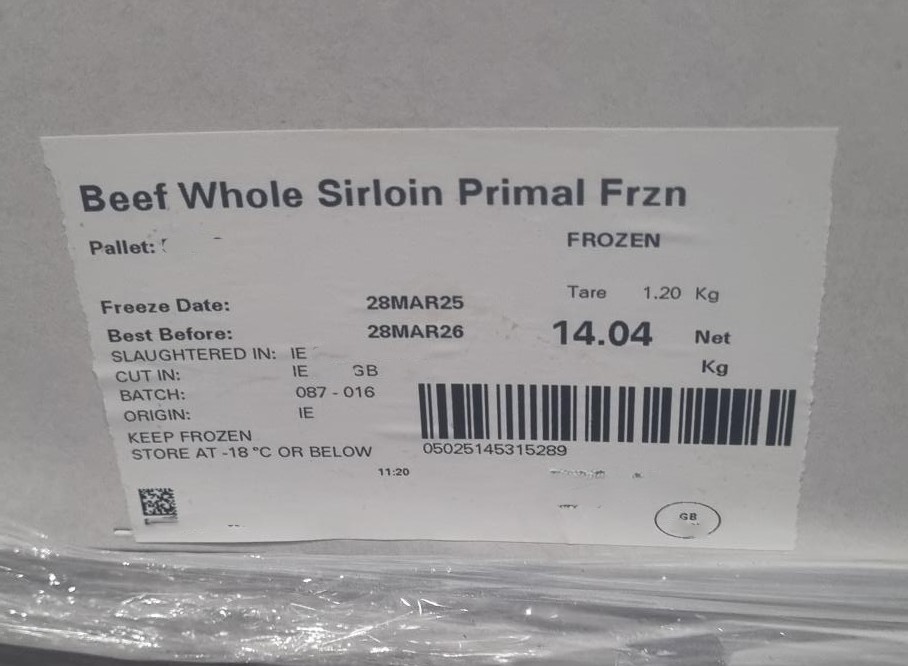 Beef Whole Sirloin Primal Frzn
Pallet:
FROZEN
Tare 1.20 Kg
Freeze Date: 28MAR25
Best Before: 28MAR26
14.04 Net
Kg
SLAUGHTERED IN: IE
CUT IN: IE GB
BATCH: 087 - 016
ORIGIN: IE
KEEP FROZEN
STORE AT -18 °C OR BELOW
05025145315289
11:20
GB